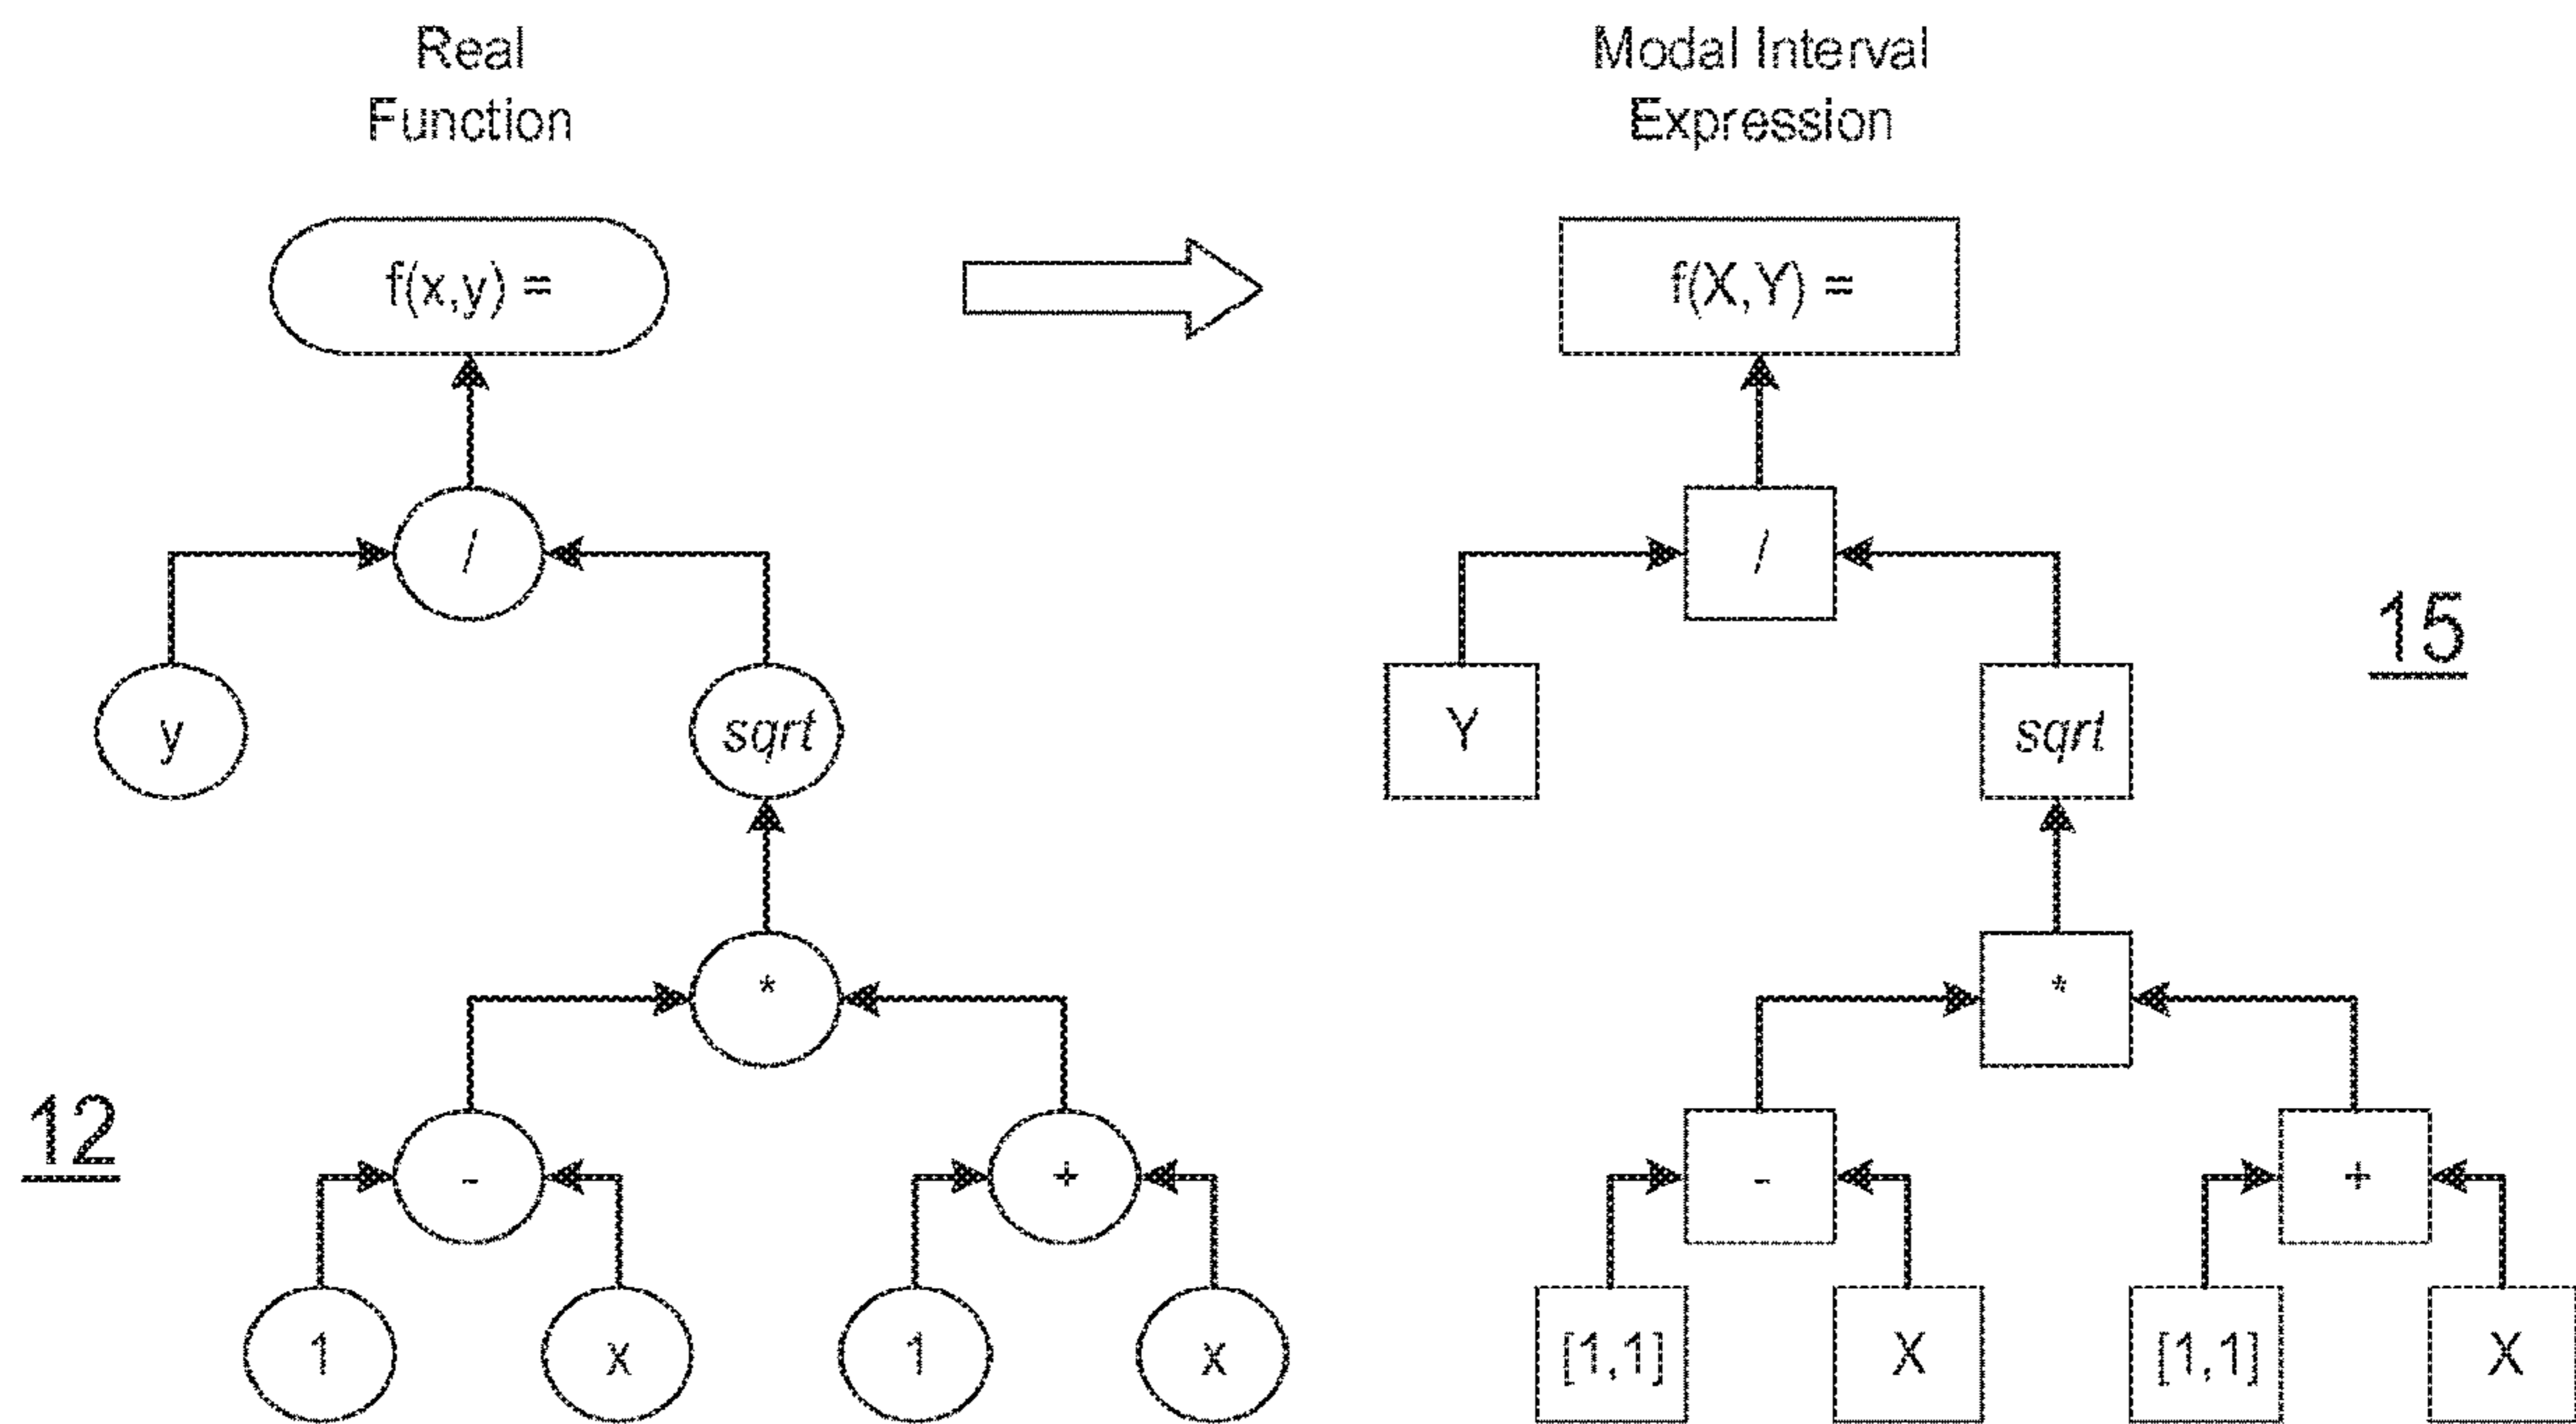 Real
Function
Modal Interval
Expression
f(x,y) =
f(X,Y) =
/
/
15
y
sqrt
Y
sqrt
*
*
12
-
+
-
+
1
x
1
x
[1,1]
X
[1,1]
X